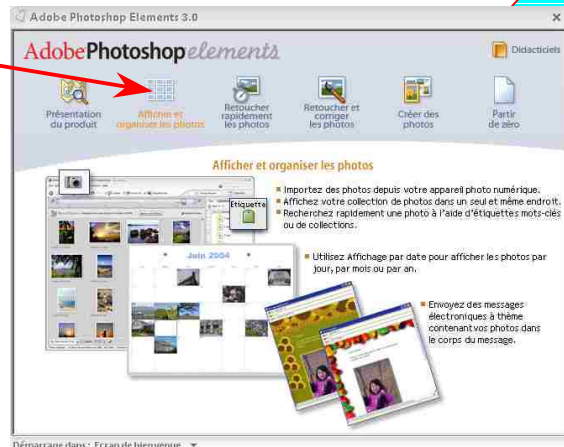 Adobe Photoshop Elements 3.0
AdobePhotoshopelements
Didacticiels
Présentation
du produit
Afficher et
organiser les photos
Retoucher
rapidement
les photos
Retoucher et
corriger
les photos
Créer des
photos
Partir
de zéro
Afficher et organiser les photos
Etiquette
Importez des photos depuis votre appareil photo numérique.
Affichez votre collection de photos dans un seul et même endroit.
Recherchez rapidement une photo à l'aide d'étiquettes mots-clés
ou de collections.
Juin 2004
Utilisez Affichage par date pour afficher les photos par
jour, par mois ou par an.
Envoyez des messages
électroniques à thème
contenant vos photos dans
le corps du message.
Démarrage dans : Ecran de bienvenue